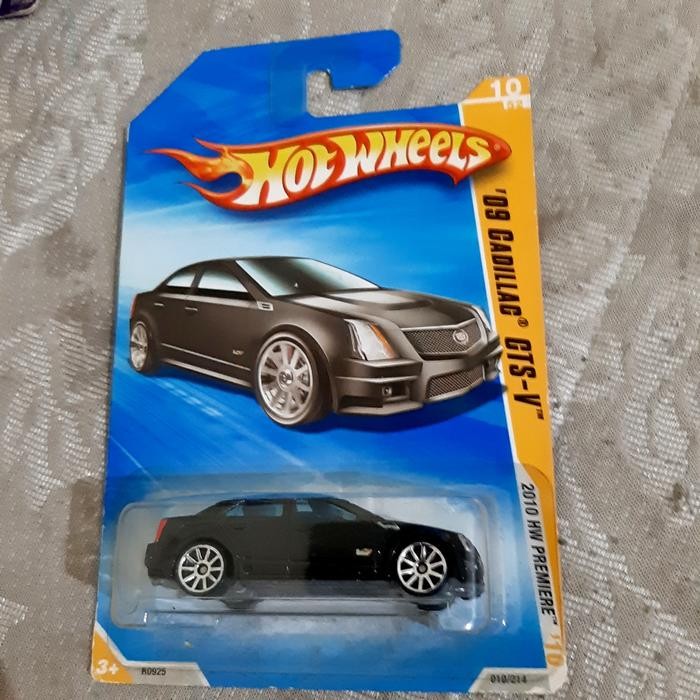 10
HOT WHEELS
'09 CADILLAC® CTS-V™
2010 HW PREMIERE™ '10
3+
R0925
010/214